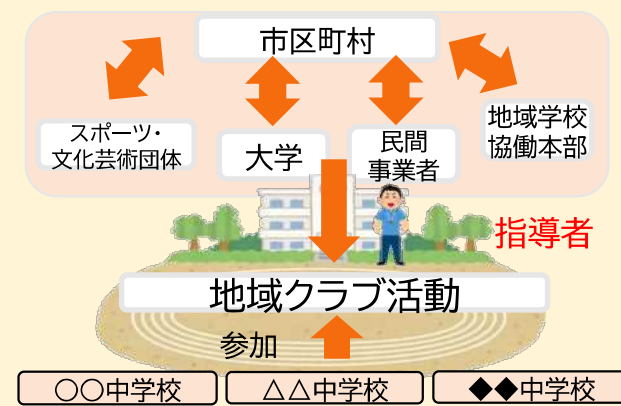 市区町村
スポーツ・
文化芸術団体
大学
民間
事業者
地域学校
協働本部
指導者
地域クラブ活動
参加
○○中学校
△△中学校
◆◆中学校